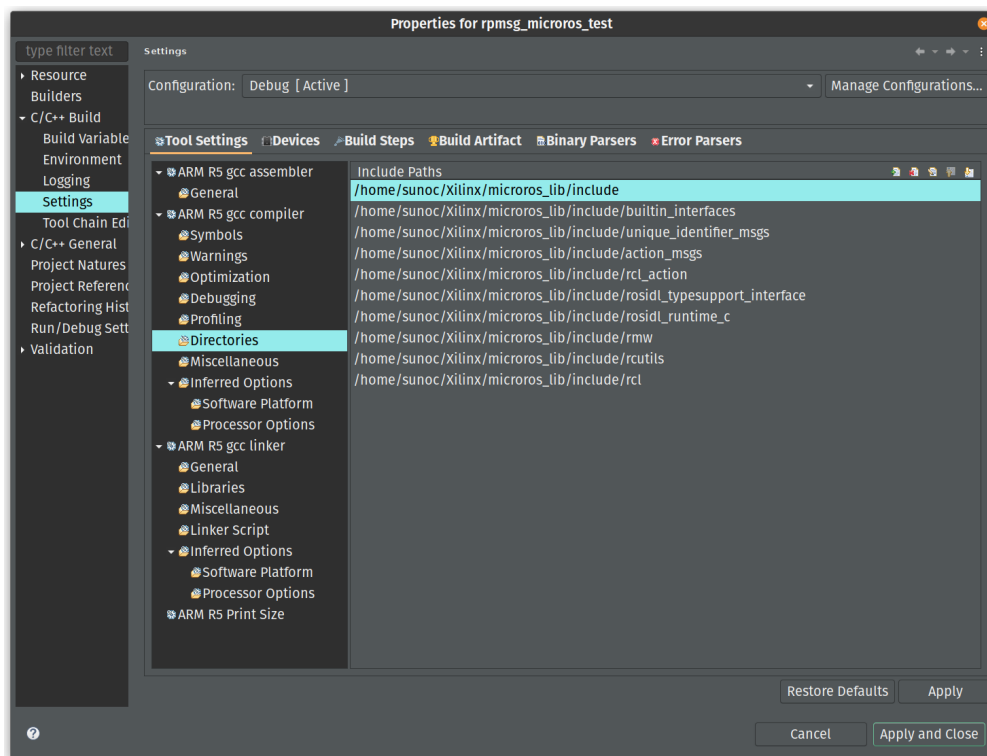 Properties for rpmsg_microros_test
type filter text
Resource
Builders
C/C++ Build
Build Variable
Environment
Logging
Settings
Tool Chain Edi
C/C++ General
Project Natures
Project Referenc
Refactoring Hist
Run/Debug Sett
Validation
Settings
Configuration: Debug [ Active ]
Manage Configurations...
Tool Settings Devices Build Steps Build Artifact Binary Parsers Error Parsers
ARM R5 gcc assembler
General
ARM R5 gcc compiler
Symbols
Warnings
Optimization
Debugging
Profiling
Directories
Miscellaneous
Inferred Options
Software Platform
Processor Options
ARM R5 gcc linker
General
Libraries
Miscellaneous
Linker Script
Inferred Options
Software Platform
Processor Options
ARM R5 Print Size
Include Paths
/home/sunoc/Xilinx/microros_lib/include
/home/sunoc/Xilinx/microros_lib/include/builtin_interfaces
/home/sunoc/Xilinx/microros_lib/include/unique_identifier_msgs
/home/sunoc/Xilinx/microros_lib/include/action_msgs
/home/sunoc/Xilinx/microros_lib/include/rcl_action
/home/sunoc/Xilinx/microros_lib/include/rosidl_typesupport_interface
/home/sunoc/Xilinx/microros_lib/include/rosidl_runtime_c
/home/sunoc/Xilinx/microros_lib/include/rmw
/home/sunoc/Xilinx/microros_lib/include/rcutils
/home/sunoc/Xilinx/microros_lib/include/rcl
Restore Defaults
Apply
Cancel
Apply and Close